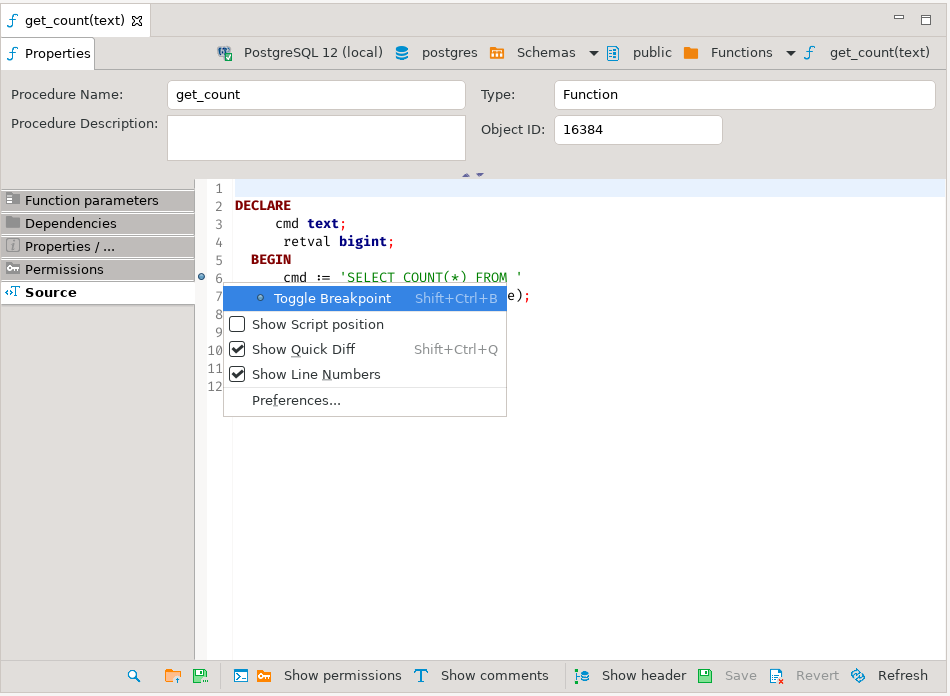 get_count(text)
Properties
PostgreSQL 12 (local) postgres Schemas public Functions get_count(text)
Procedure Name: get_count Type: Function
Procedure Description: Object ID: 16384
Function parameters
Dependencies
Properties / ...
Permissions
Source
1
2 DECLARE
3 cmd text;
4 retval bigint;
5 BEGIN
6 cmd := 'SELECT COUNT(*) FROM '
7 e);
8
9
10
11
12
Toggle Breakpoint Shift+Ctrl+B
Show Script position
Show Quick Diff Shift+Ctrl+Q
Show Line Numbers
Preferences...
Show permissions Show comments Show header Save Revert Refresh